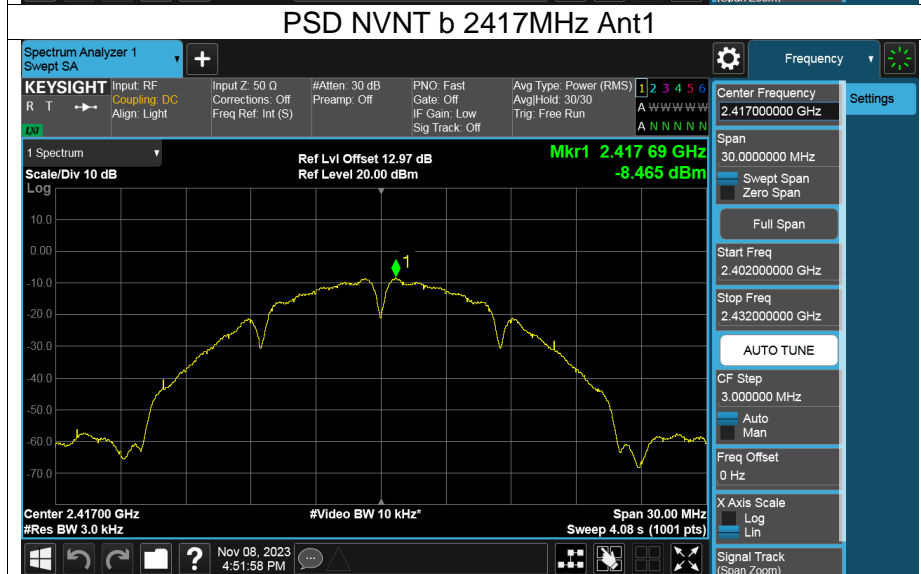 (Span Zoom)
PSD NVNT b 2417MHz Ant1
Spectrum Analyzer 1
Swept SA
+
Frequency
KEYSIGHT
R T
LXI
Input: RF
Coupling: DC
Align: Light
Input Z: 50 Ω
Corrections: Off
Freq Ref: Int (S)
#Atten: 30 dB
Preamp: Off
PNO: Fast
Gate: Off
IF Gain: Low
Sig Track: Off
Avg Type: Power (RMS)
Avg|Hold: 30/30
Trig: Free Run
1 2 3 4 5 6
A W W W W W
A N N N N N
Center Frequency
2.417000000 GHz
Settings
Span
30.0000000 MHz
Swept Span
Zero Span
Full Span
Start Freq
2.402000000 GHz
Stop Freq
2.432000000 GHz
AUTO TUNE
CF Step
3.000000 MHz
Auto
Man
Freq Offset
0 Hz
X Axis Scale
Log
Lin
Signal Track
(Span Zoom)
1 Spectrum
Scale/Div 10 dB
Log
Ref Lvl Offset 12.97 dB
Ref Level 20.00 dBm
Mkr1 2.417 69 GHz
-8.465 dBm
10.0
0.00
-10.0
-20.0
-30.0
-40.0
-50.0
-60.0
-70.0
1
Center 2.41700 GHz
#Res BW 3.0 kHz
#Video BW 10 kHz*
Span 30.00 MHz
Sweep 4.08 s (1001 pts)
?
Nov 08, 2023
4:51:58 PM